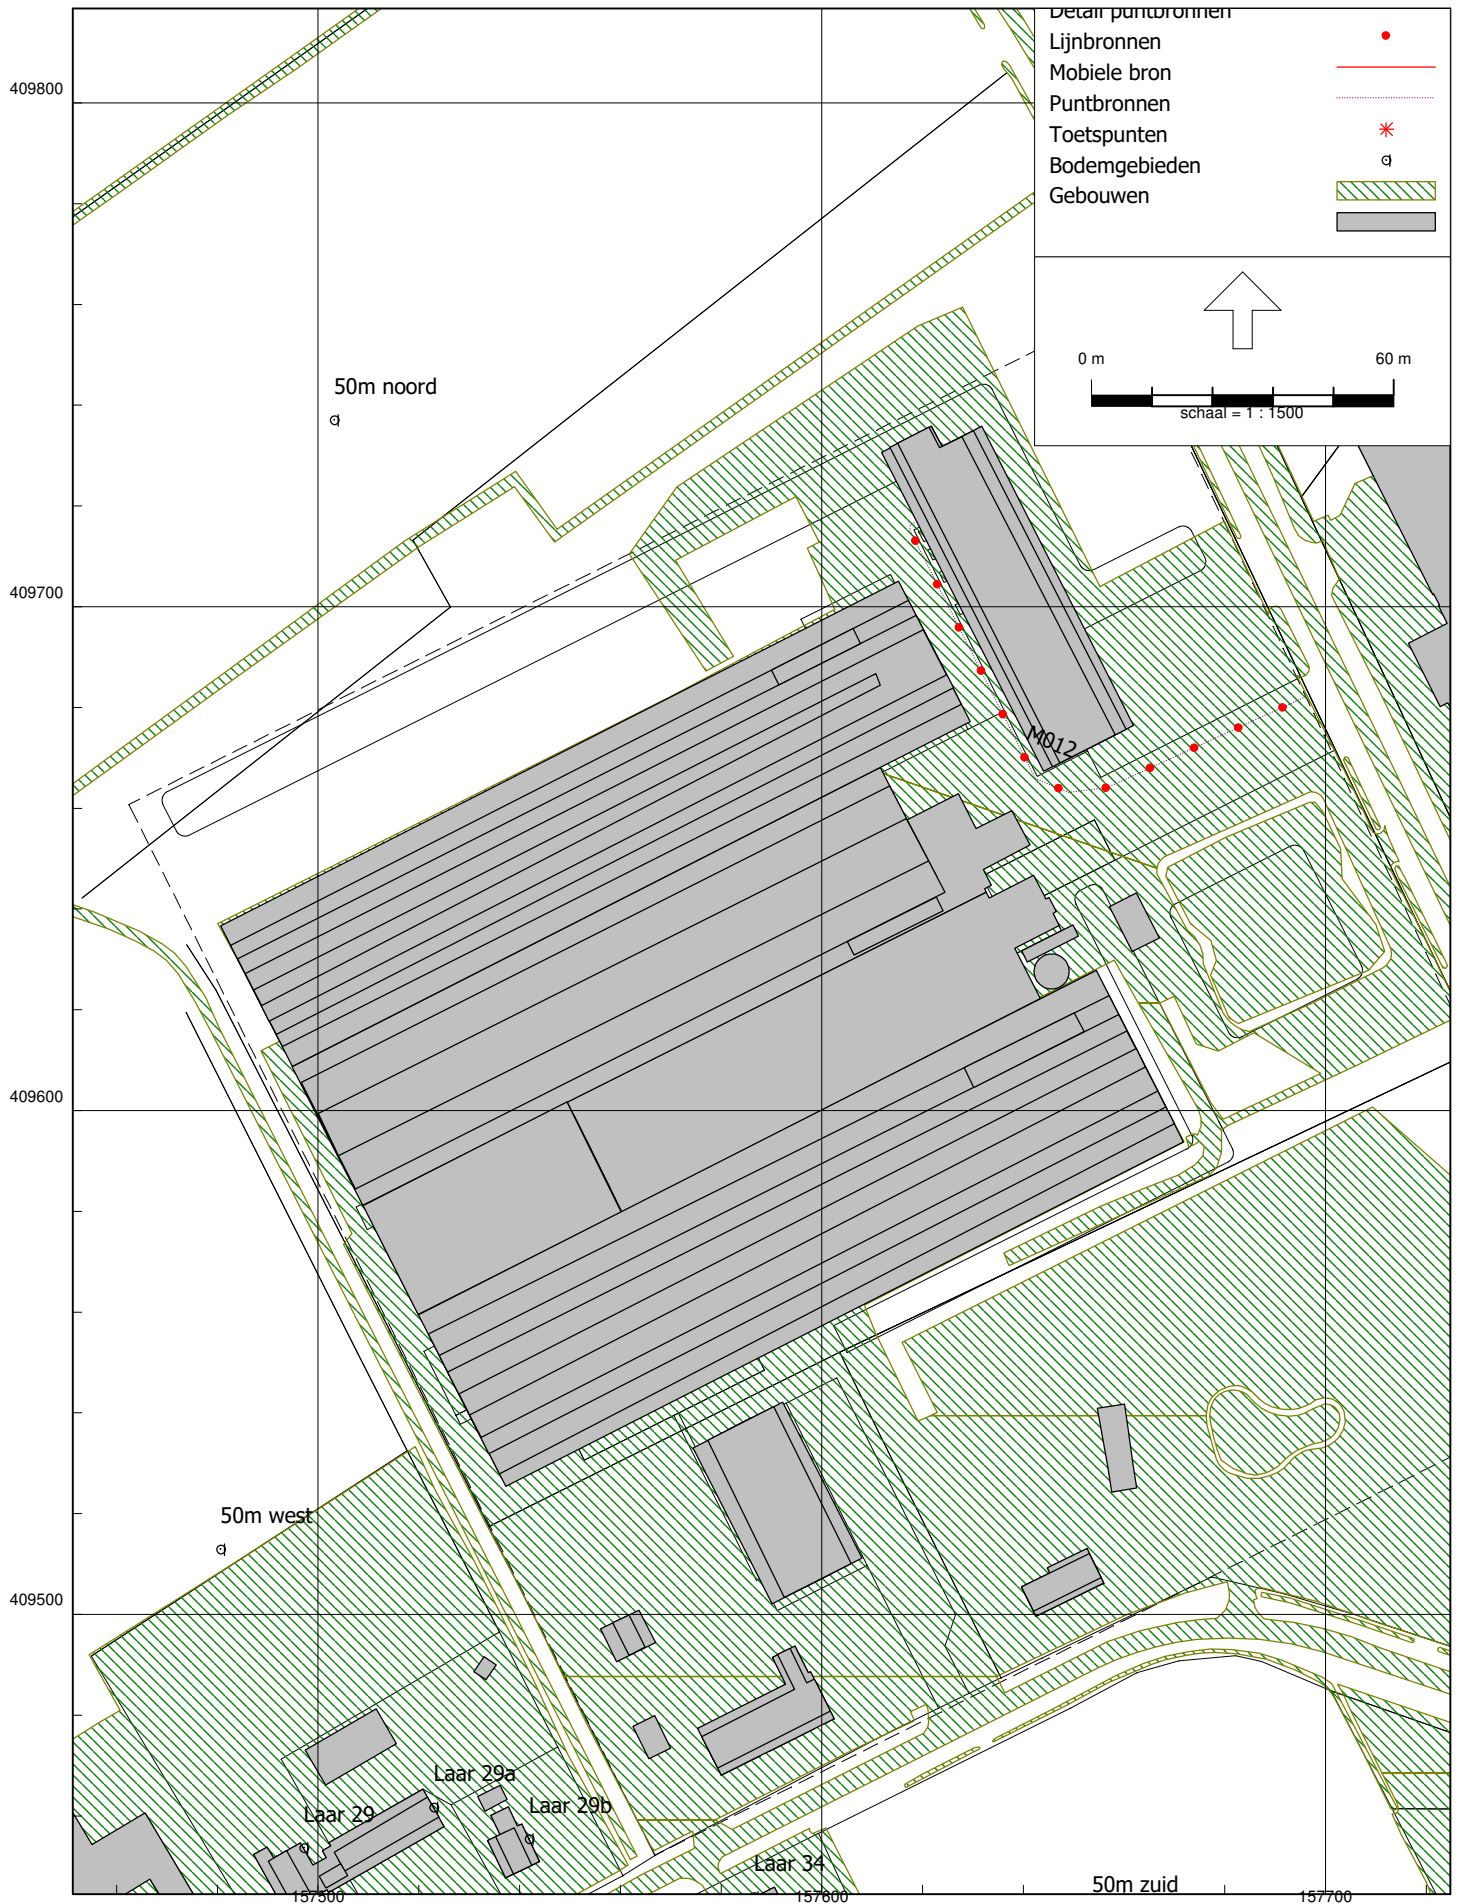 Detail puntbronnen
Lijnbronnen
Mobiele bron
Puntbronnen
Toetspunten
Bodemgebieden
Gebouwen
0 m 60 m
schaal = 1 : 1500
409800
50m noord
409700
M012
409600
50m west
409500
Laar 29a
Laar 29
Laar 29b
Laar 34
50m zuid
157500 157600 157700